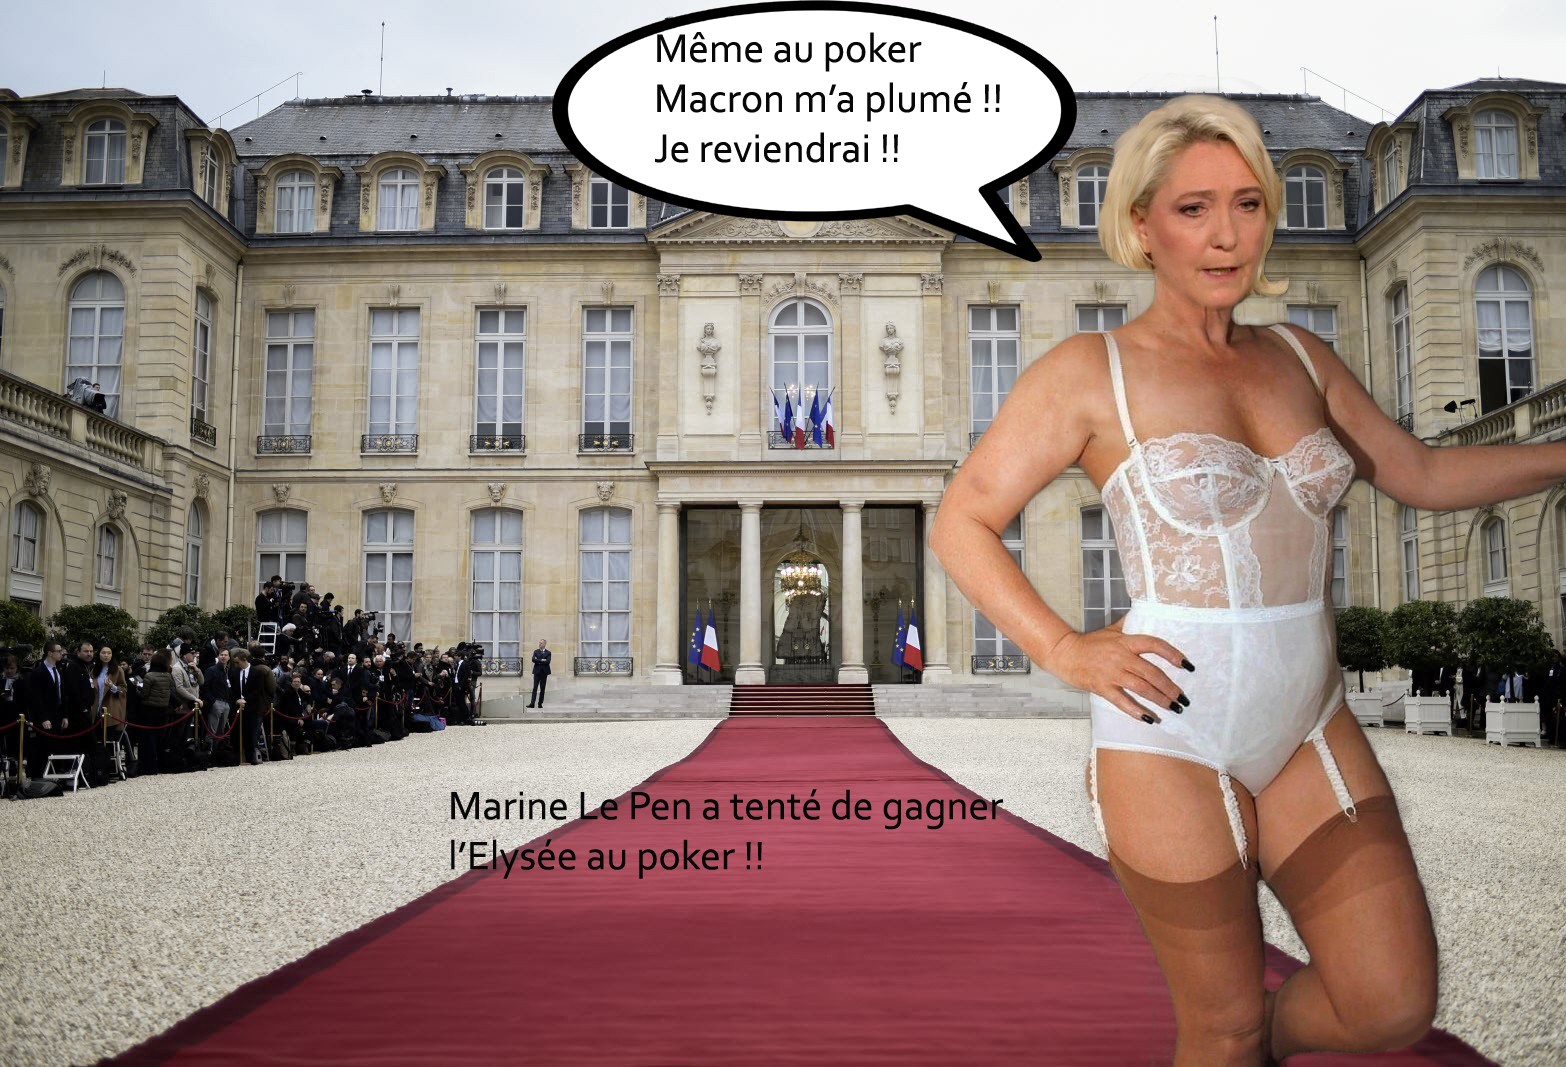 Même au poker
Macron m'a plumé !!
Je reviendrai !!
Marine Le Pen a tenté de gagner
l'Elysée au poker !!